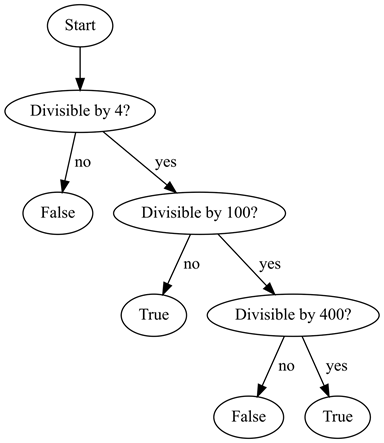 Start
Divisible by 4?
no
yes
False
Divisible by 100?
no
yes
True
Divisible by 400?
no
yes
False
True